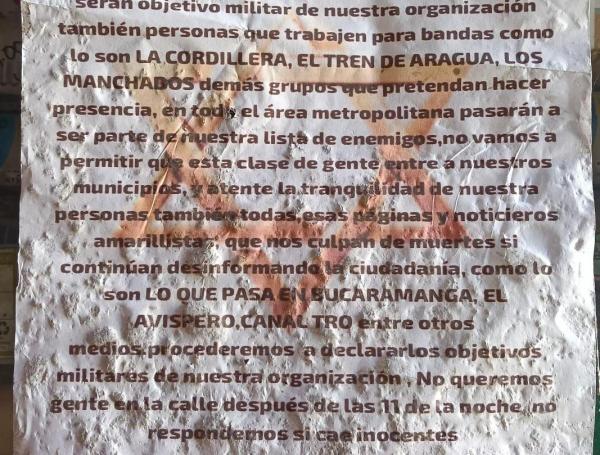 serán objetivo militar de nuestra organización
también personas que trabajen para bandas como
lo son LA CORDILLERA, EL TREN DE ARAGUA, LOS
MANCHADOS demás grupos que pretendan hacer
presencia, en todo el área metropolitana pasarán a
ser parte de nuestra lista de enemigos,no vamos a
permitir que esta clase de gente entre a nuestros
municipios, y atente la tranquilidad de nuestra
personas también todas esas páginas y noticieros
amarillistas, que nos culpan de muertes si
continúan desinformando la ciudadanía, como lo
son LO QUE PASA EN BUCARAMANGA, EL
AVISPERO,CANAL TRO entre otros
medios,procederemos a declararlos objetivos
militares de nuestra organización . No queremos
gente en la calle después de las 11 de la noche, no
respondemos si cae inocentes